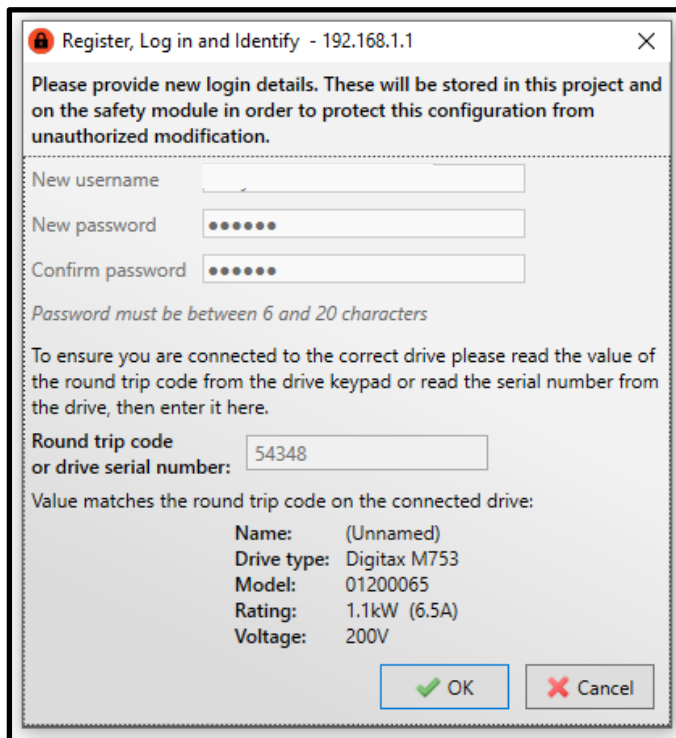 Register, Log in and Identify - 192.168.1.1
Please provide new login details. These will be stored in this project and
on the safety module in order to protect this configuration from
unauthorized modification.
New username
New password ●●●●●●
Confirm password ●●●●●●
Password must be between 6 and 20 characters
To ensure you are connected to the correct drive please read the value of
the round trip code from the drive keypad or read the serial number from
the drive, then enter it here.
Round trip code
or drive serial number: 54348
Value matches the round trip code on the connected drive:
Name: (Unnamed)
Drive type: Digitax M753
Model: 01200065
Rating: 1.1kW (6.5A)
Voltage: 200V
OK Cancel